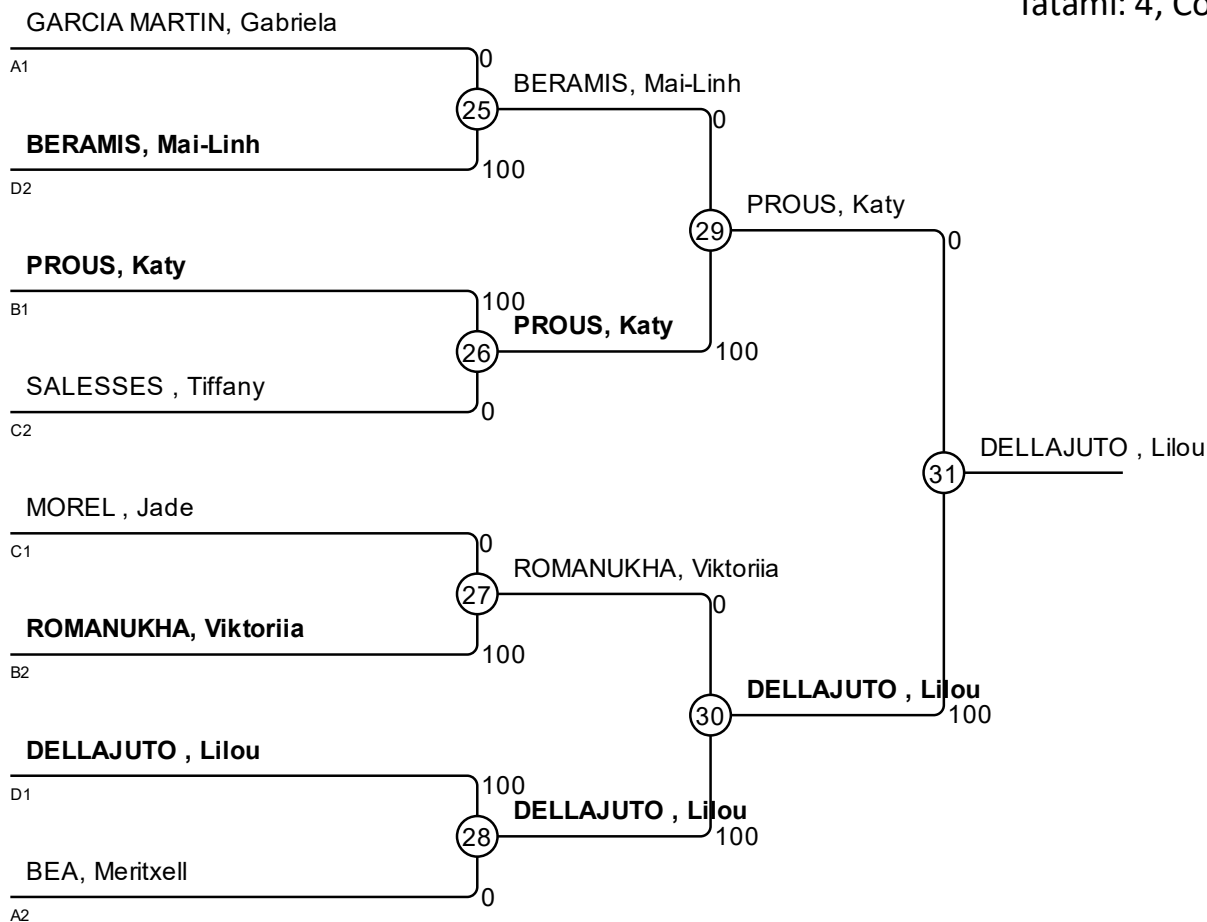 Tatami: 4, Co
GARCIA MARTIN, Gabriela
A1
0
25
BERAMIS, Mai-Linh
0
BERAMIS, Mai-Linh
100
D2
PROUS, Katy
29
0
PROUS, Katy
B1
100
PROUS, Katy
26
100
SALESSES , Tiffany
0
C2
DELLAJUTO , Lilou
31
MOREL , Jade
C1
0
ROMANUKHA, Viktoriia
27
0
ROMANUKHA, Viktoriia
100
B2
DELLAJUTO , Lilou
30
100
DELLAJUTO , Lilou
D1
100
DELLAJUTO , Lilou
28
100
BEA, Meritxell
0
A2